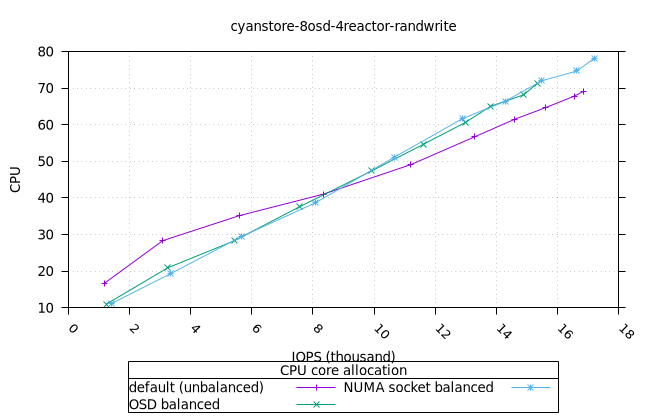 cyanstore-8osd-4reactor-randwrite
80
70
60
50
40
30
20
10
CPU
0 2 4 6 8 10 12 14 16 18
IOPS (thousand)
CPU core allocation
default (unbalanced) NUMA socket balanced
OSD balanced